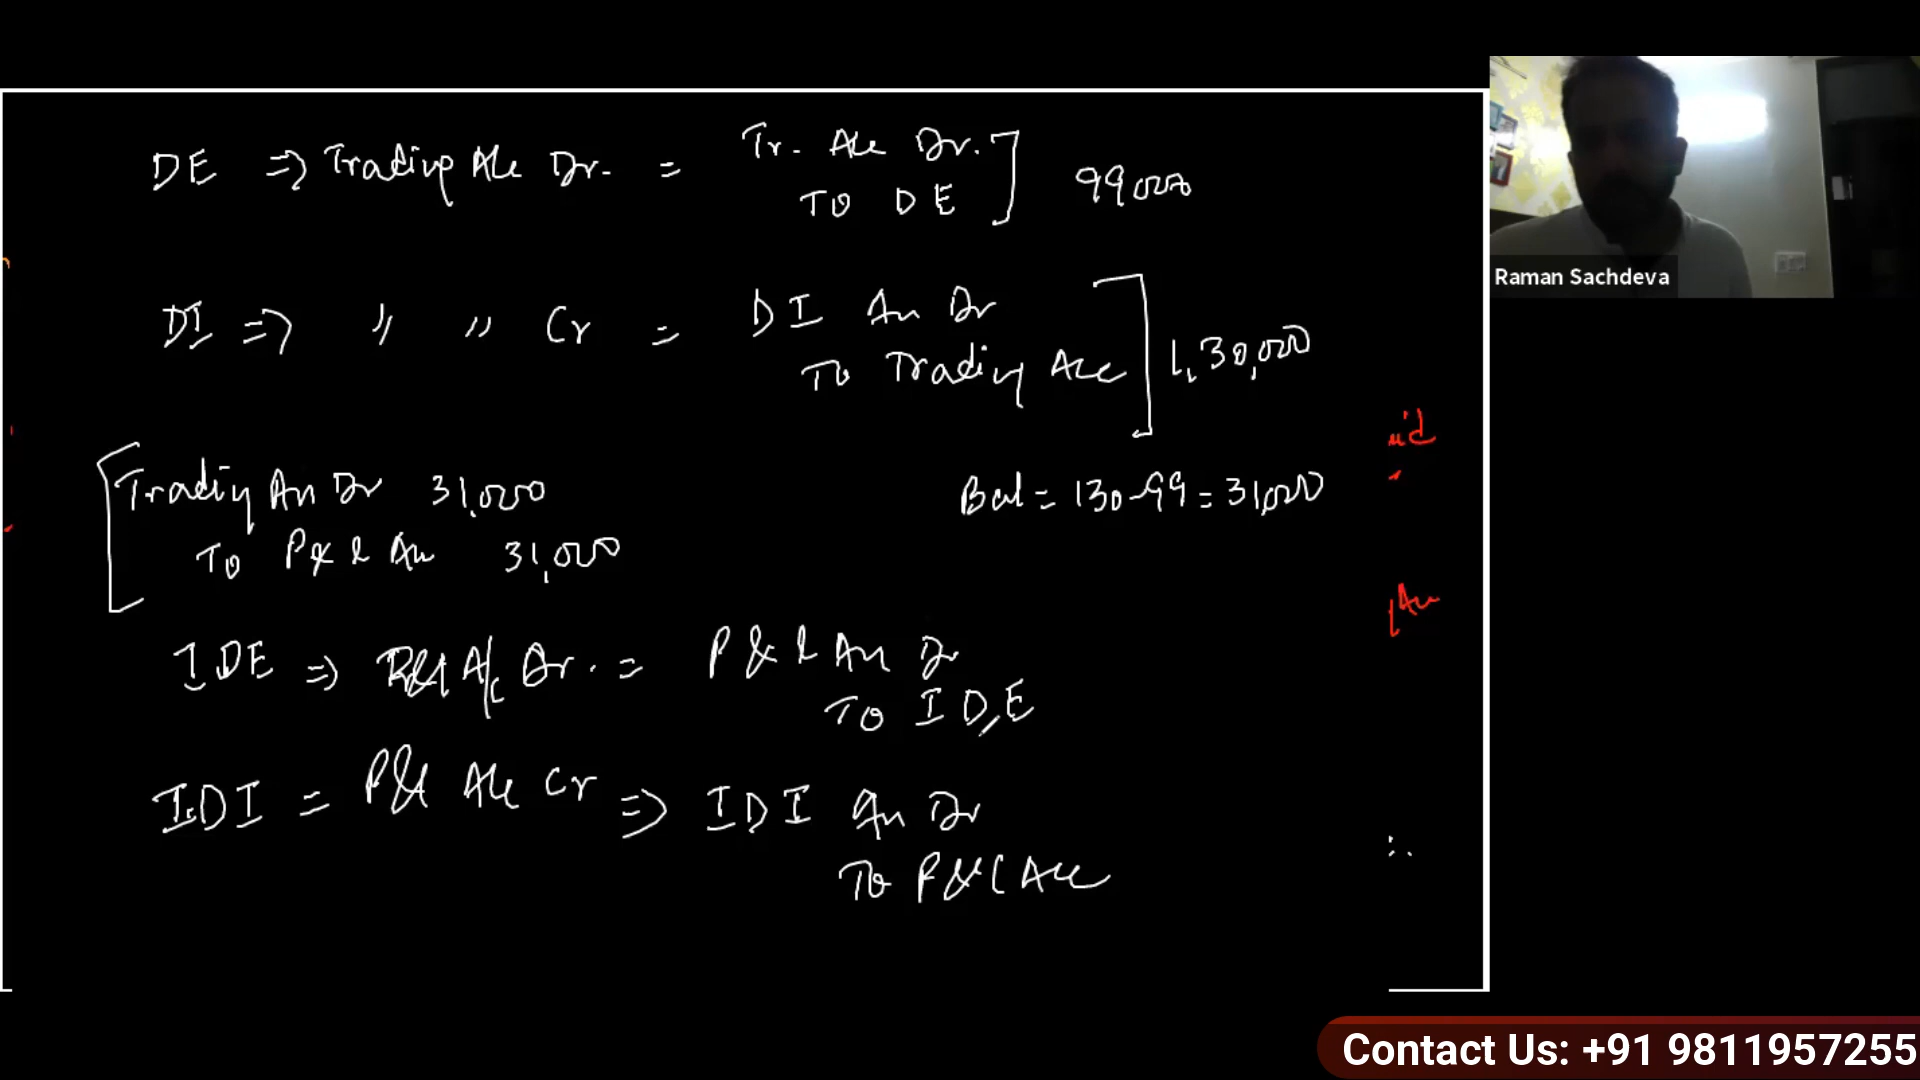 DE ⇒ Trading A/c Dr. = Tr. A/c Dr.
To DE ] 99000
DI ⇒ " " Cr = DI A/c Dr
To Trading A/c ] 1,30,000
Trading A/c Dr 31,000
To P&L A/c 31,000
Bal = 130-99 = 31,000
IDE ⇒ P&L A/c Dr. = P&L A/c Dr
To IDE
IDI = P&L A/c Cr ⇒ IDI A/c Dr
To P&L A/c
Raman Sachdeva
Contact Us: +91 9811957255